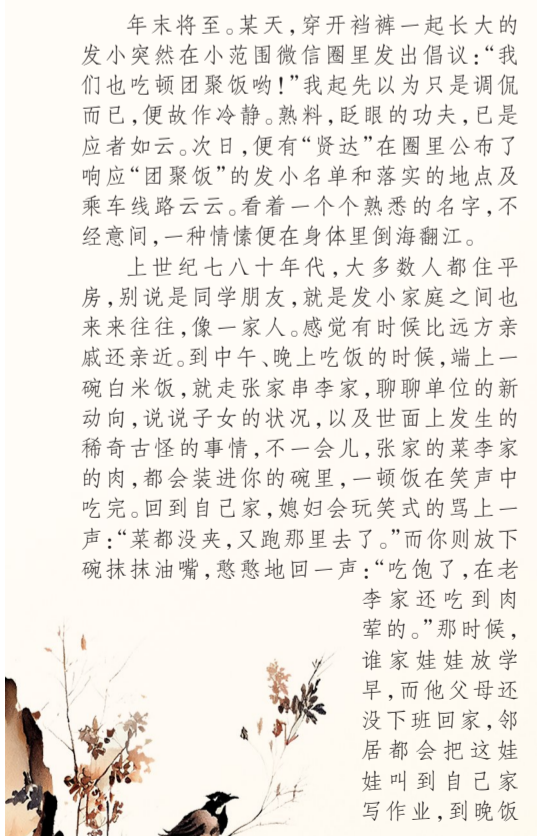 年末将至。某天，穿开裆裤一起长大的
发小突然在小范围微信圈里发出倡议：“我
们也吃顿团聚饭哟！”我起先以为只是调侃
而已，便故作冷静。熟料，眨眼的功夫，已是
应者如云。次日，便有“贤达”在圈里公布了
响应“团聚饭”的发小名单和落实的地点及
乘车线路云云。看着一个个熟悉的名字，不
经意间，一种情愫便在身体里倒海翻江。
上世纪七八十年代，大多数人都住平
房，别说是同学朋友，就是发小家庭之间也
来来往往，像一家人。感觉有时候比远方亲
戚还亲近。到中午、晚上吃饭的时候，端上一
碗白米饭，就走张家串李家，聊聊单位的新
动向，说说子女的状况，以及世面上发生的
稀奇古怪的事情，不一会儿，张家的菜李家
的肉，都会装进你的碗里，一顿饭在笑声中
吃完。回到自己家，媳妇会玩笑式的骂上一
声：“菜都没夹，又跑那里去了。”而你则放下
碗抹抹油嘴，憨憨地回一声：“吃饱了，在老
李家还吃到肉
荤的。”那时候，
谁家娃娃放学
早，而他父母还
没下班回家，邻
居都会把这娃
娃叫到自己家
写作业，到晚饭